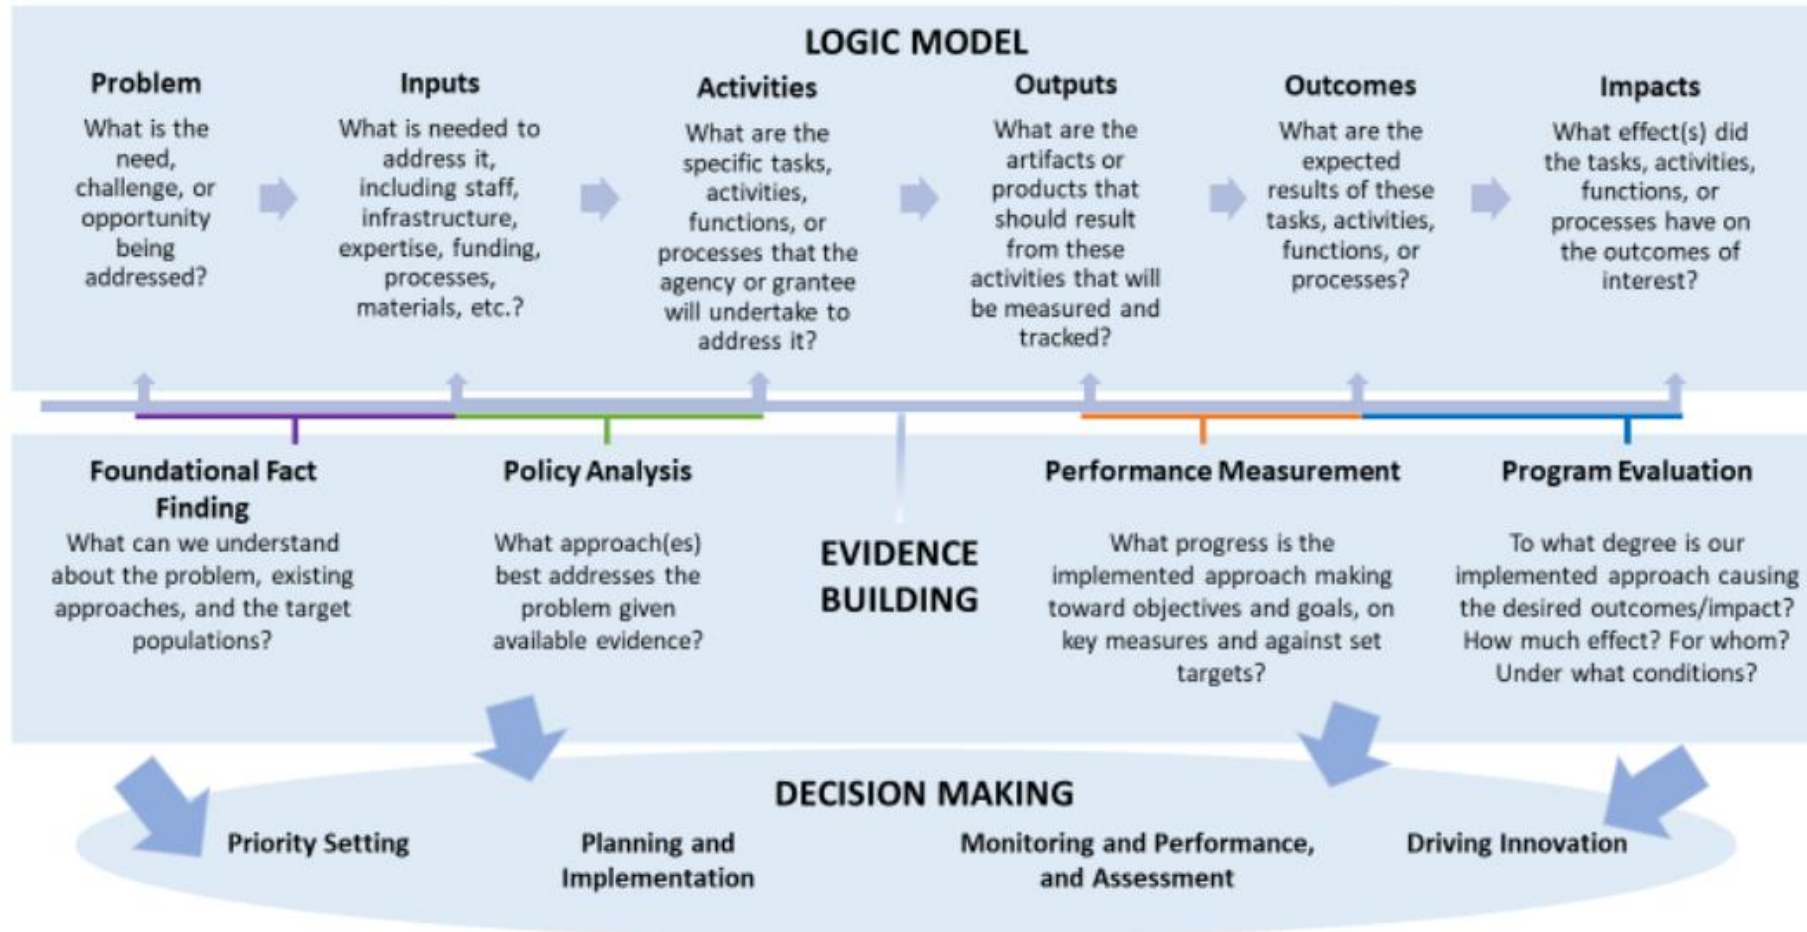 LOGIC MODEL
Problem
What is the
need,
challenge, or
opportunity
being
addressed?
Inputs
What is needed to
address it,
including staff,
infrastructure,
expertise, funding,
processes,
materials, etc.?
Activities
What are the
specific tasks,
activities,
functions, or
processes that the
agency or grantee
will undertake to
address it?
Outputs
What are the
artifacts or
products that
should result
from these
activities that will
be measured and
tracked?
Outcomes
What are the
expected
results of these
tasks, activities,
functions, or
processes?
Impacts
What effect(s) did
the tasks, activities,
functions, or
processes have on
the outcomes of
interest?
Foundational Fact
Finding
What can we understand
about the problem, existing
approaches, and the target
populations?
Policy Analysis
What approach(es)
best addresses the
problem given
available evidence?
EVIDENCE
BUILDING
Performance Measurement
What progress is the
implemented approach making
toward objectives and goals, on
key measures and against set
targets?
Program Evaluation
To what degree is our
implemented approach causing
the desired outcomes/impact?
How much effect? For whom?
Under what conditions?
DECISION MAKING
Priority Setting
Planning and
Implementation
Monitoring and Performance,
and Assessment
Driving Innovation